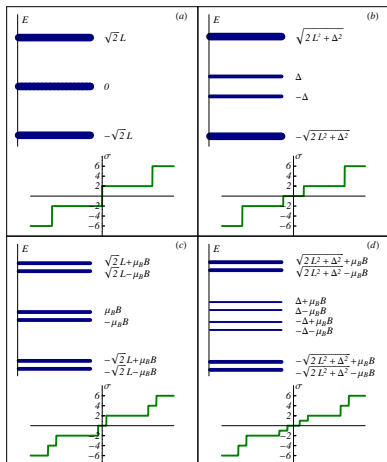 E
(a)
√2 L
0
-√2 L
σ
6
4
2
-2
-4
-6
E
(b)
√2 L² + Δ²
Δ
-Δ
-√2 L² + Δ²
σ
6
4
2
-2
-4
-6
E
(c)
√2 L+μ_B B
√2 L-μ_B B
μ_B B
-μ_B B
-√2 L+μ_B B
-√2 L-μ_B B
σ
6
4
2
-2
-4
-6
E
(d)
√2 L² + Δ² +μ_B B
√2 L² + Δ² -μ_B B
Δ+μ_B B
Δ-μ_B B
-Δ+μ_B B
-Δ-μ_B B
-√2 L² + Δ² +μ_B B
-√2 L² + Δ² -μ_B B
σ
6
4
2
-2
-4
-6